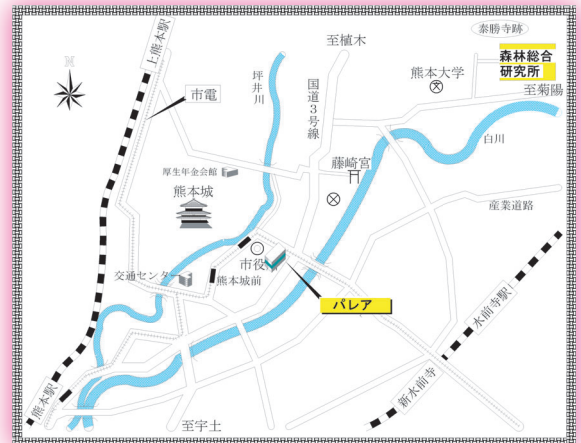 泰勝寺跡
森林総合
研究所
至植木
上熊本駅
N
熊本大学
至菊陽
坪井川
国道3号線
市電
白川
藤崎宮
厚生年金会館
熊本城
産業道路
市役所
交通センター
熊本城前
パレア
水前寺駅
新水前寺
熊本駅
至宇土